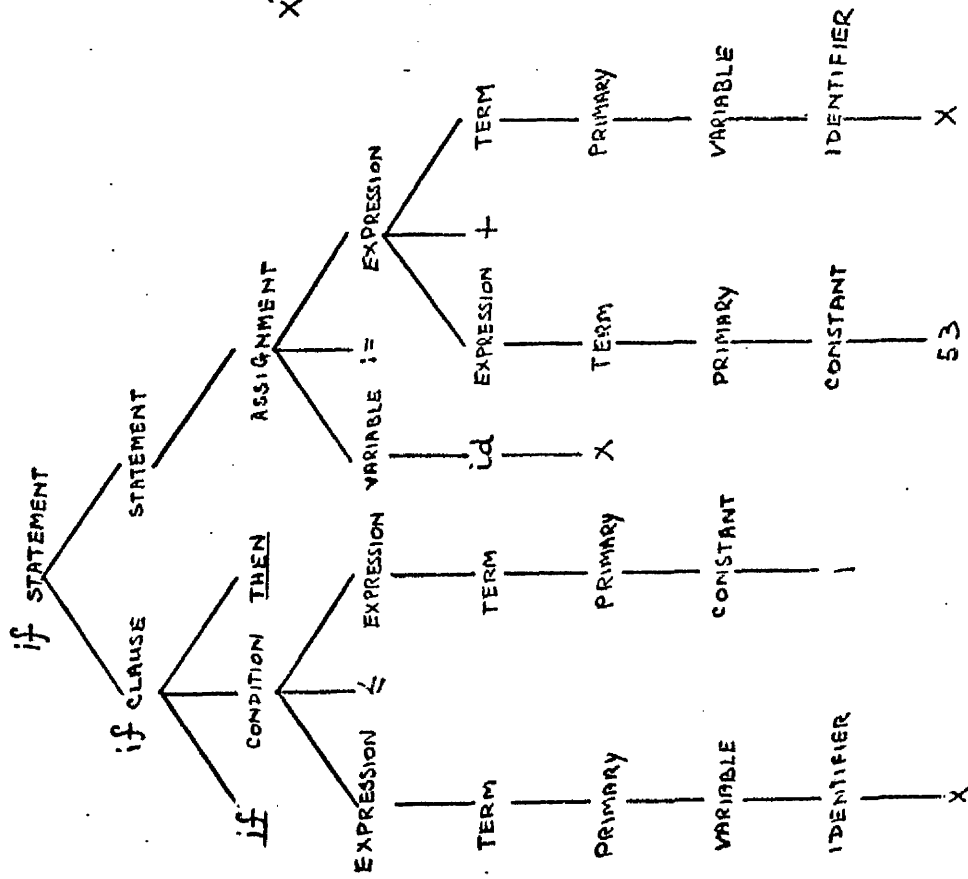 if STATEMENT
if CLAUSE STATEMENT
if CONDITION THEN ASSIGNMENT
X
EXPRESSION ≤ EXPRESSION VARIABLE := EXPRESSION
TERM TERM id EXPRESSION + TERM
PRIMARY PRIMARY X TERM PRIMARY
VARIABLE CONSTANT PRIMARY VARIABLE
IDENTIFIER 1 CONSTANT IDENTIFIER
X 53 X